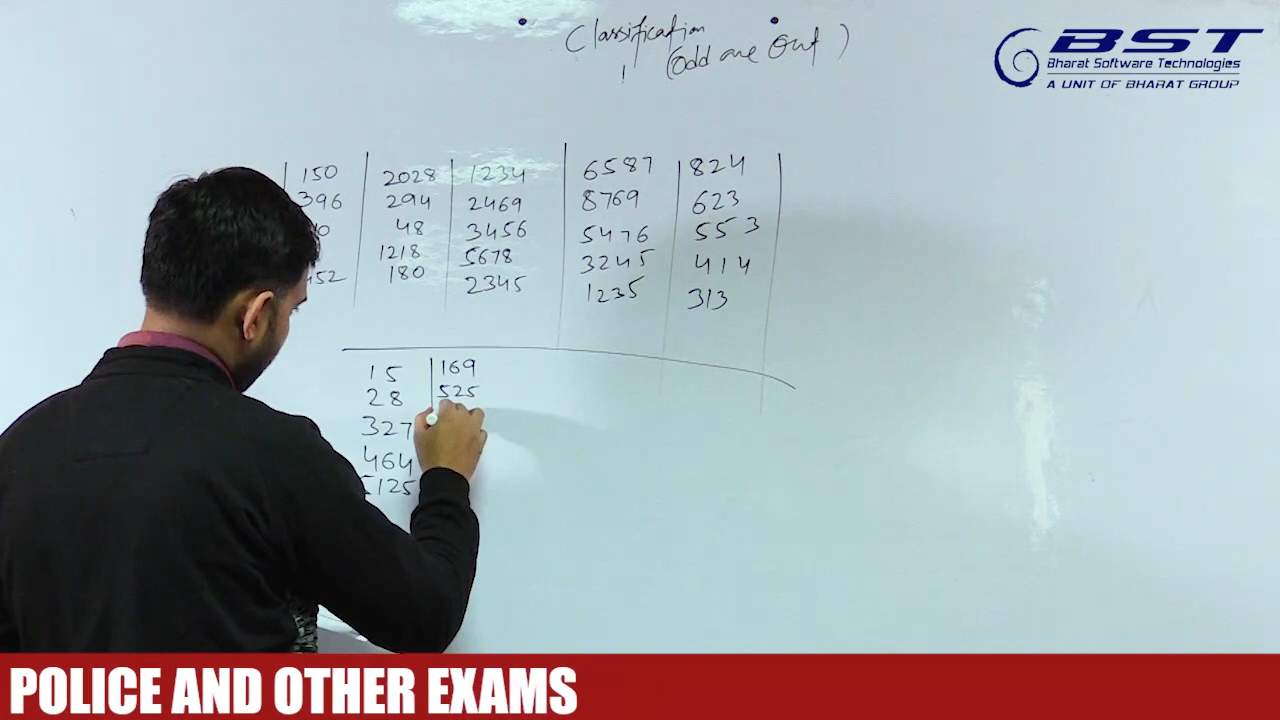 Classification
(Odd one Out)
BST
Bharat Software Technologies
A UNIT OF BHARAT GROUP
150 2028 1234 6587 824
396 294 2469 8769 623
48 3456 5476 553
1218 5678 3245 414
452 180 2345 1235 313
15 169
28 525
327
464
5125
POLICE AND OTHER EXAMS